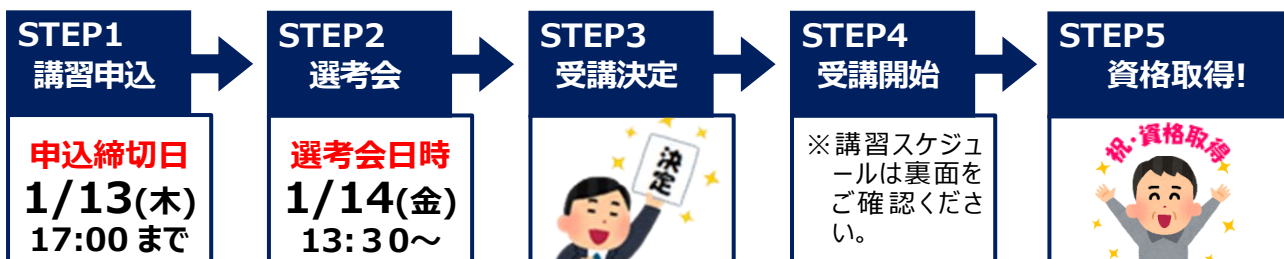 STEP1
講習申込
申込締切日
1/13(木)
17:00 まで
STEP2
選考会
選考会日時
1/14(金)
13:３０～
STEP3
受講決定
決定
STEP4
受講開始
※講習スケジュ
ールは裏面を
ご確認くださ
い。
STEP5
資格取得!
祝・資格取得